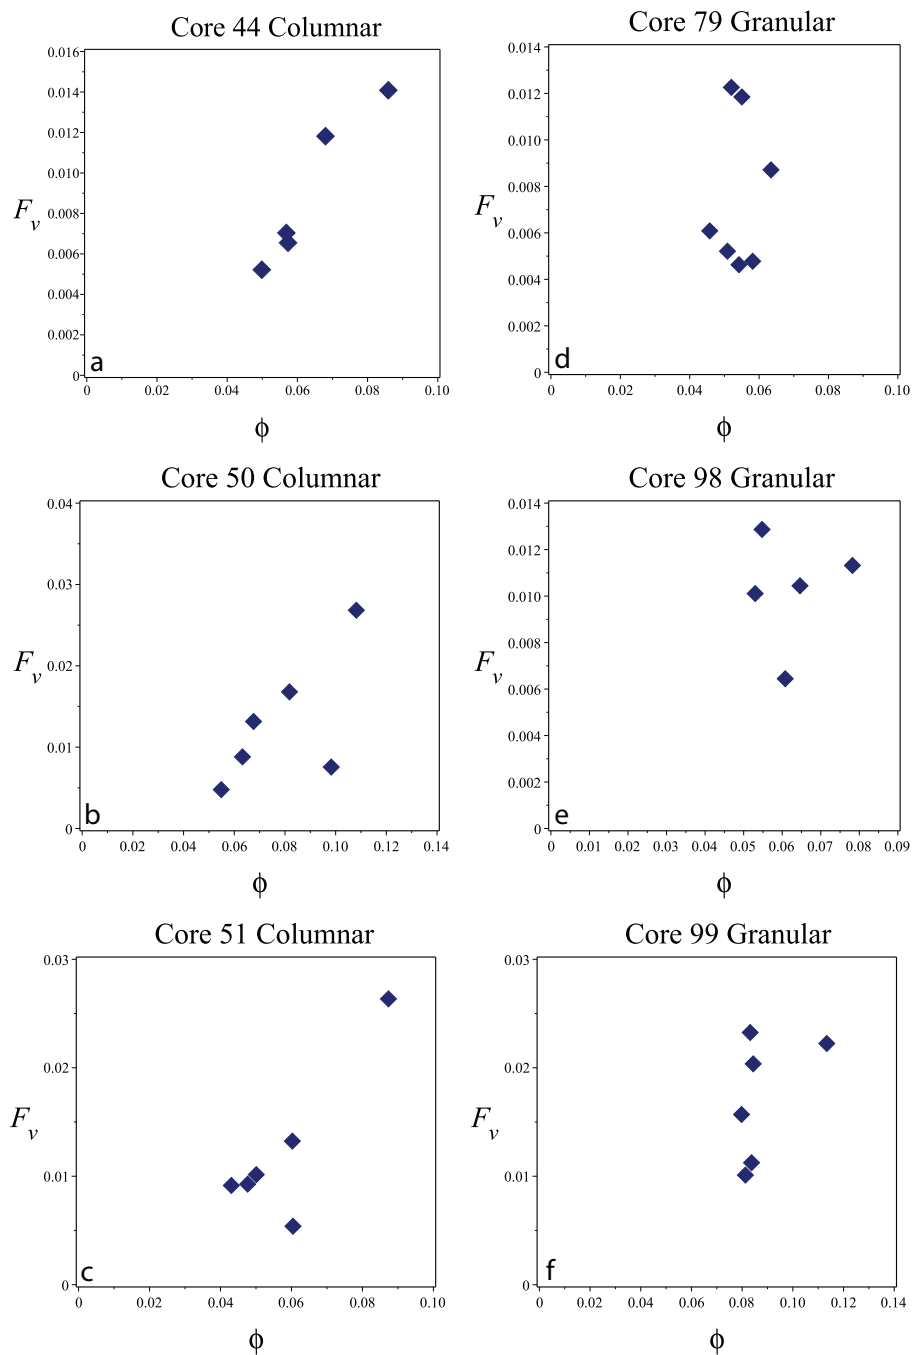 Core 44 Columnar
0.016
0.014
0.012
0.010
F_v
0.008
0.006
0.004
0.002
0
a
0 0.02 0.04 0.06 0.08 0.10
ϕ
Core 79 Granular
0.014
0.012
0.010
F_v
0.008
0.006
0.004
0.002
0
d
0 0.02 0.04 0.06 0.08 0.10
ϕ
Core 50 Columnar
0.04
0.03
F_v
0.02
0.01
0
b
0 0.02 0.04 0.06 0.08 0.10 0.12 0.14
ϕ
Core 98 Granular
0.014
0.012
0.010
F_v
0.008
0.006
0.004
0.002
0
e
0 0.01 0.02 0.03 0.04 0.05 0.06 0.07 0.08 0.09
ϕ
Core 51 Columnar
0.03
0.02
F_v
0.01
0
c
0 0.02 0.04 0.06 0.08 0.10
ϕ
Core 99 Granular
0.03
0.02
F_v
0.01
0
f
0 0.02 0.04 0.06 0.08 0.10 0.12 0.14
ϕ